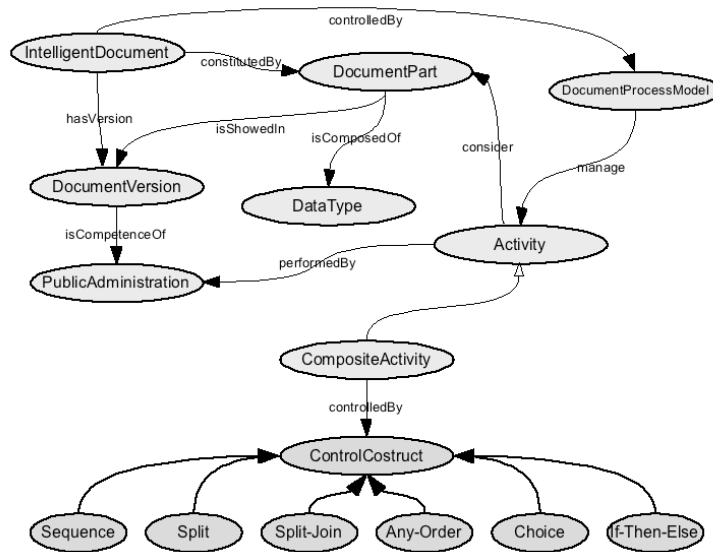 controlledBy
IntelligentDocument
constitutedBy
DocumentPart
DocumentProcessModel
hasVersion
isShowedIn
isComposedOf
consider
manage
DocumentVersion
DataType
isCompetenceOf
Activity
performedBy
PublicAdministration
CompositeActivity
controlledBy
ControlCostruct
Sequence
Split
Split-Join
Any-Order
Choice
If-Then-Else